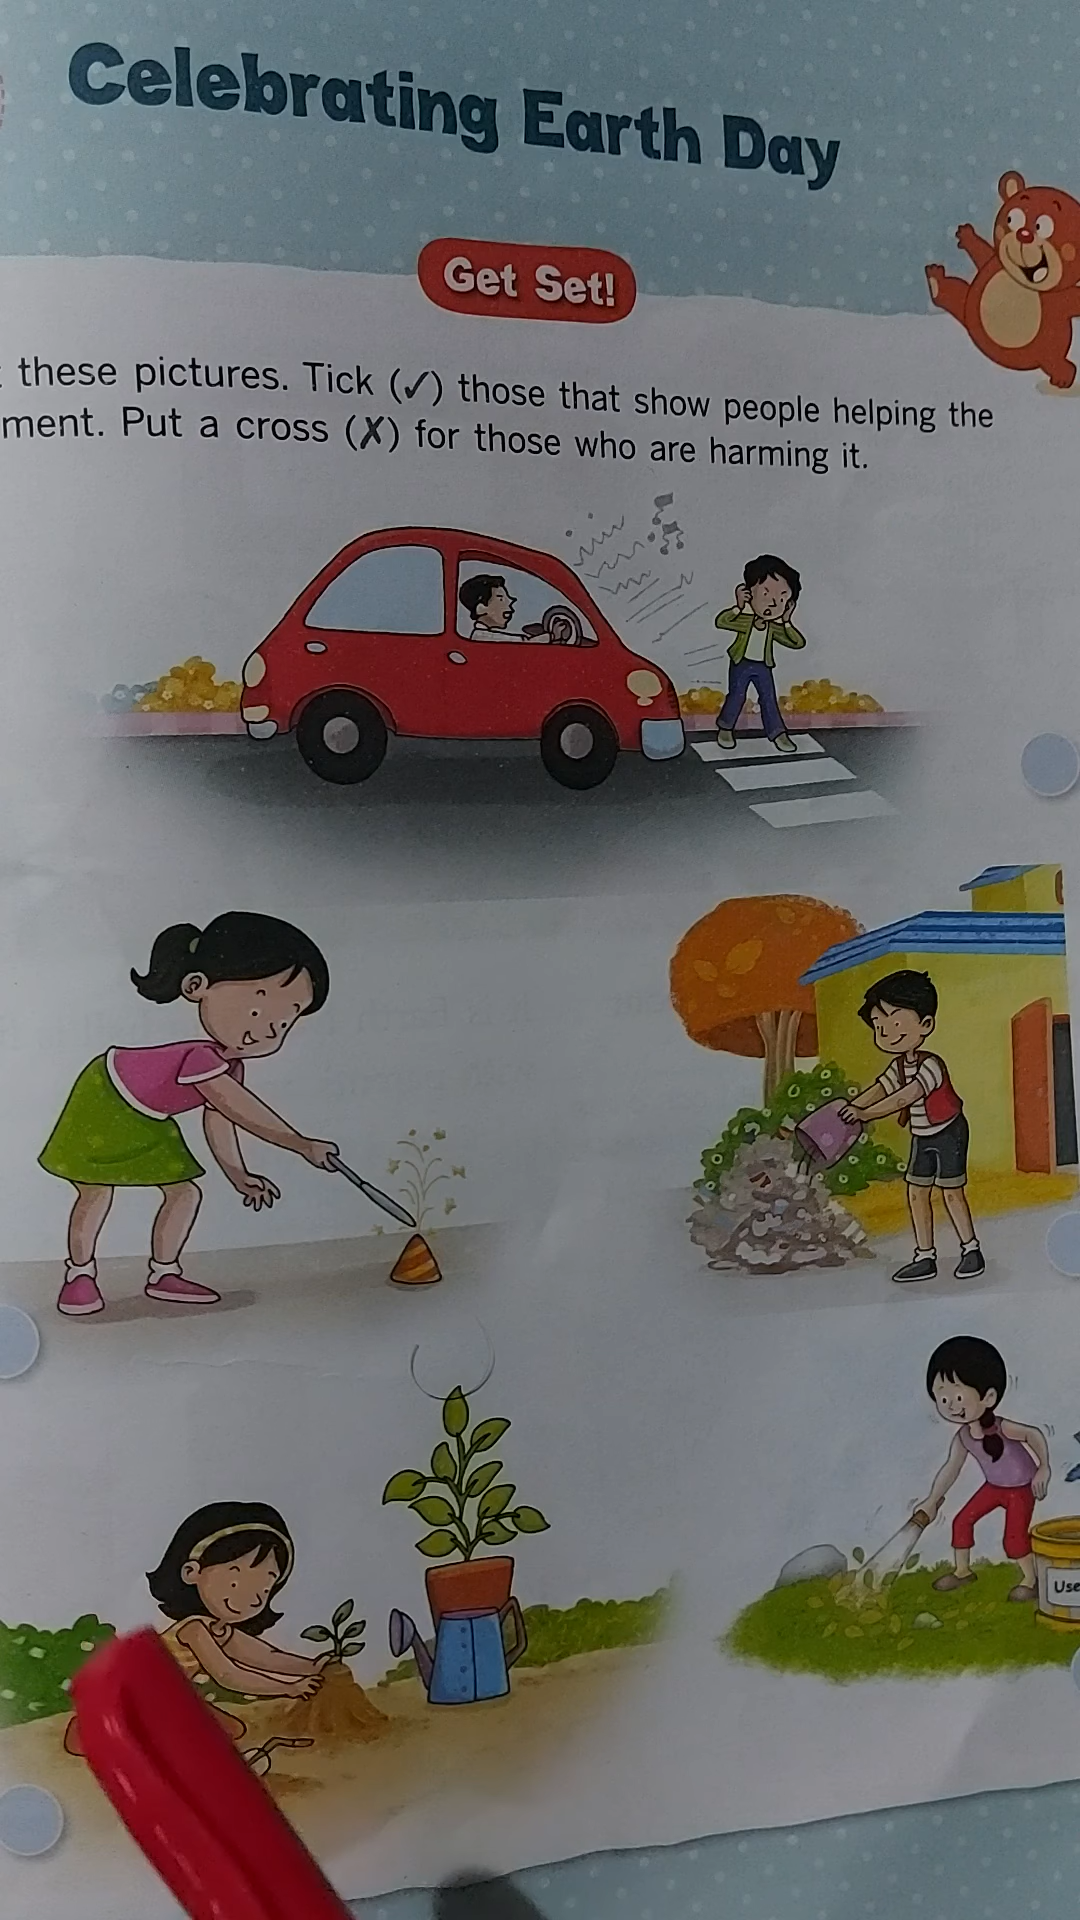 Celebrating Earth Day
Get Set!
these pictures. Tick (✓) those that show people helping the
ment. Put a cross (✗) for those who are harming it.
Use